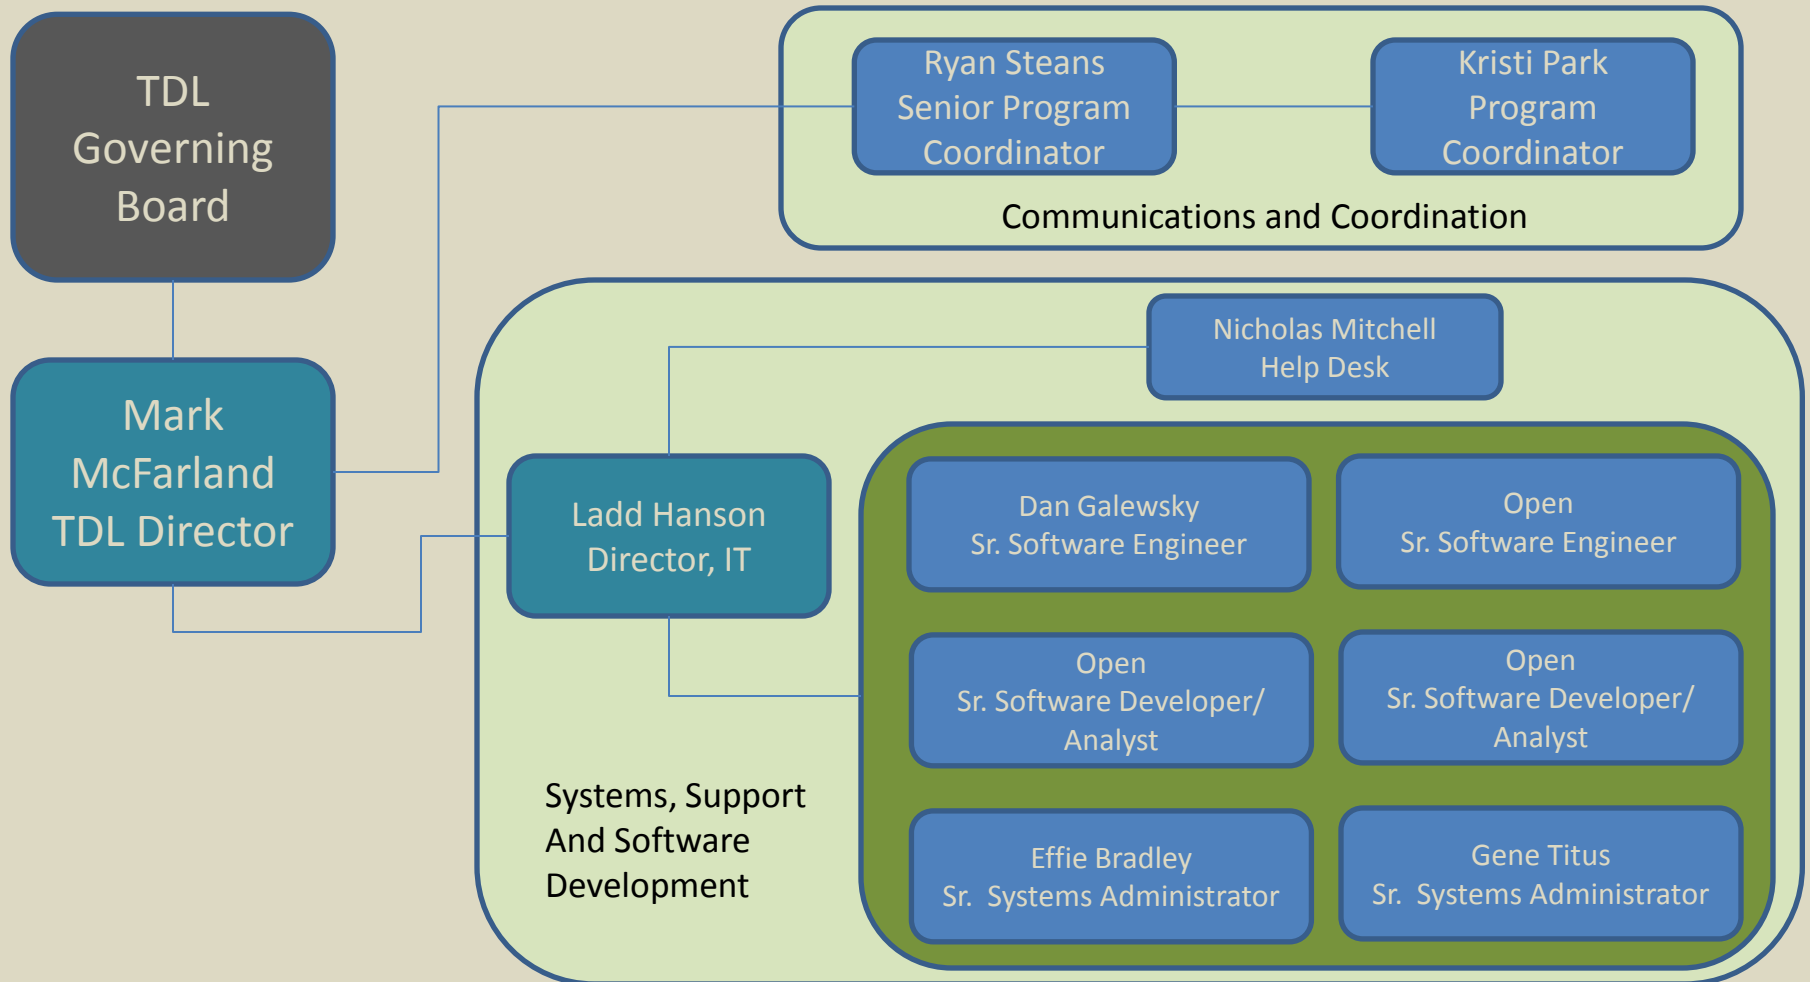 TDL
Governing
Board
Mark
McFarland
TDL Director
Ryan Steans
Senior Program
Coordinator
Kristi Park
Program
Coordinator
Communications and Coordination
Nicholas Mitchell
Help Desk
Ladd Hanson
Director, IT
Dan Galewsky
Sr. Software Engineer
Open
Sr. Software Engineer
Open
Sr. Software Developer/
Analyst
Open
Sr. Software Developer/
Analyst
Effie Bradley
Sr.  Systems Administrator
Gene Titus
Sr.  Systems Administrator
Systems, Support
And Software
Development